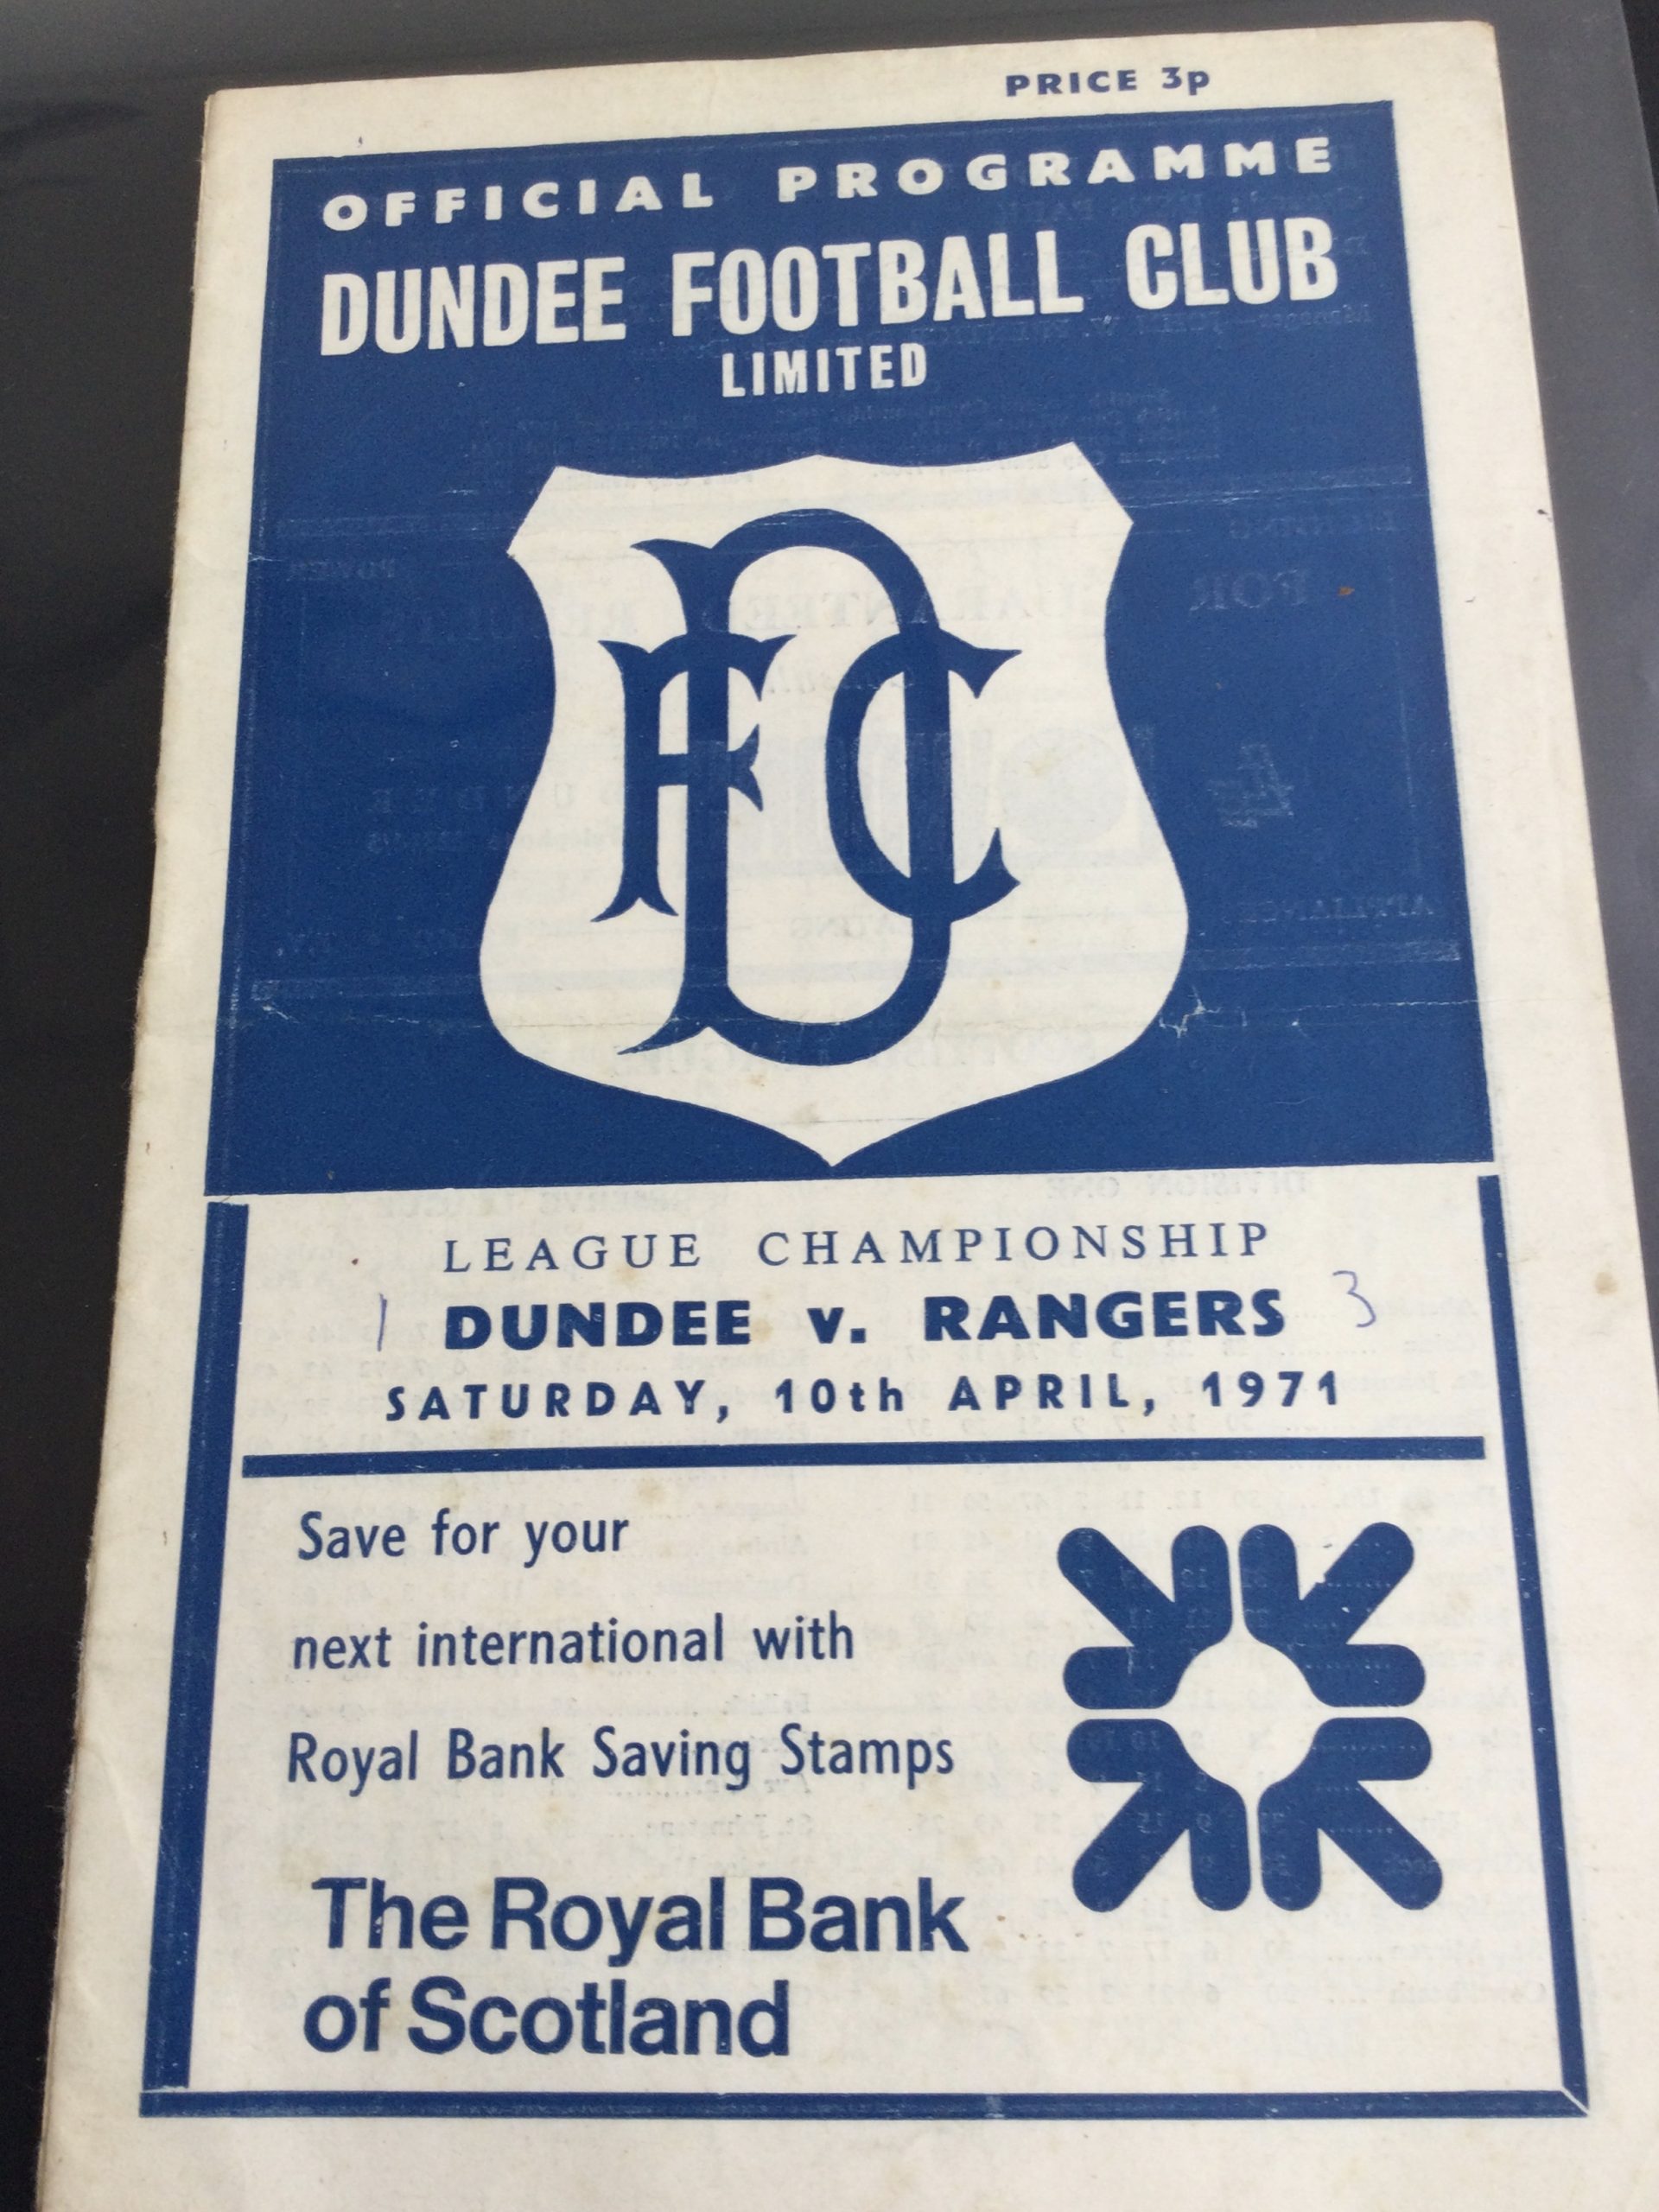 PRICE 3p
OFFICIAL PROGRAMME
DUNDEE FOOTBALL CLUB
LIMITED
DFC
LEAGUE CHAMPIONSHIP
1 DUNDEE v. RANGERS 3
SATURDAY, 10th APRIL, 1971
Save for your
next international with
Royal Bank Saving Stamps
The Royal Bank
of Scotland